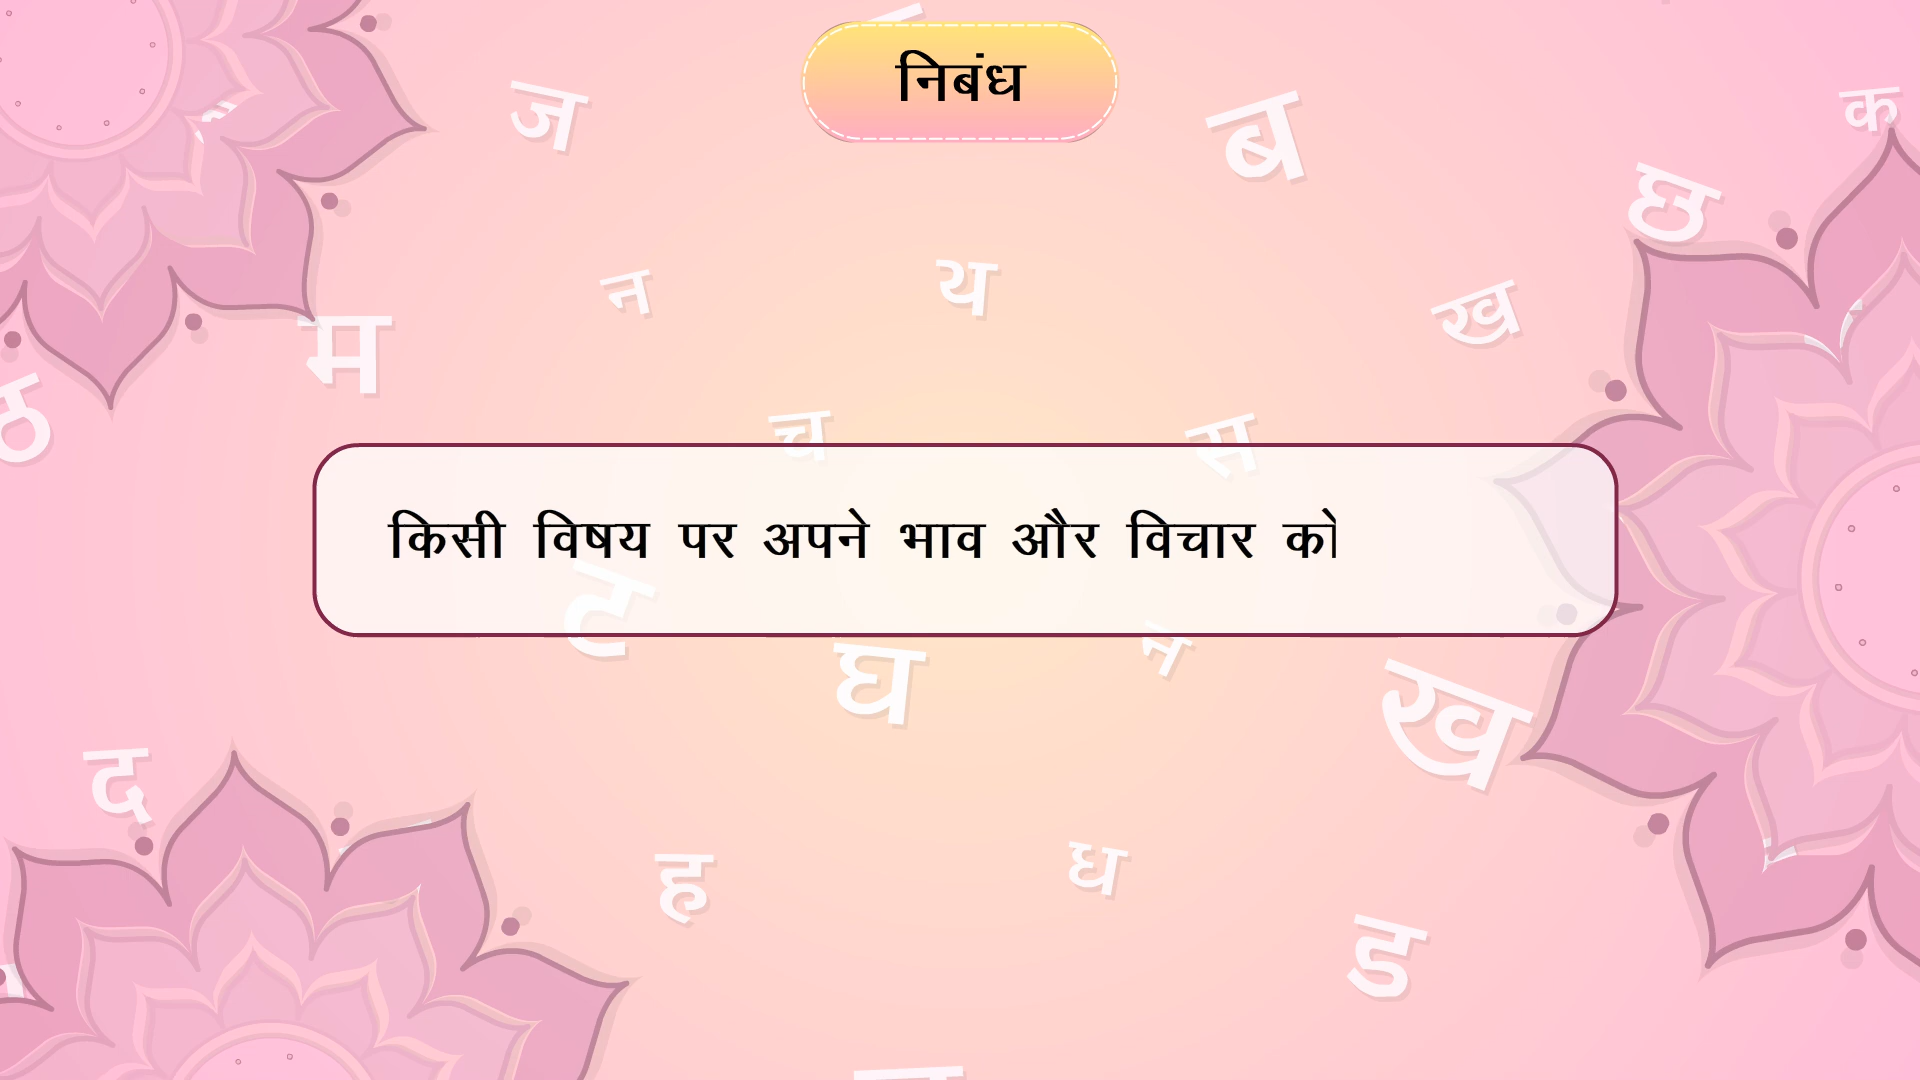 निबंध
किसी विषय पर अपने भाव और विचार को
ज
ब
क
छ
न
य
ख
म
ठ
च
स
ट
घ
न
ख
द
ह
ध
ड